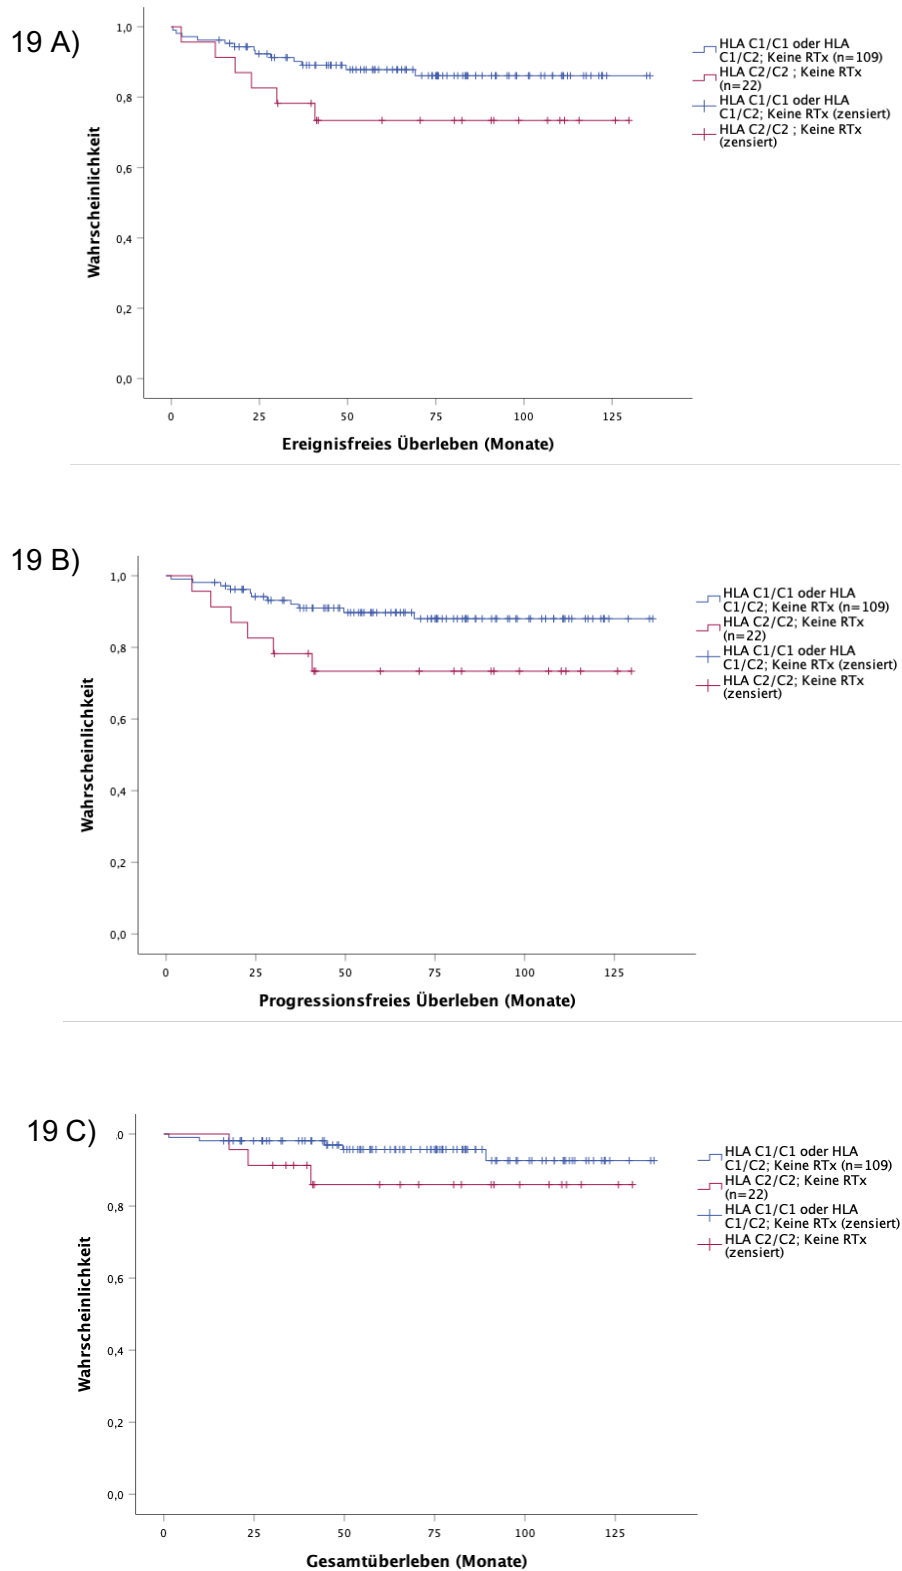 19 A)
1,0
0,8
0,6
0,4
0,2
0,0
Wahrscheinlichkeit
0 25 50 75 100 125
Ereignisfreies Überleben (Monate)
HLA C1/C1 oder HLA
C1/C2; Keine RTx (n=109)
HLA C2/C2 ; Keine RTx
(n=22)
HLA C1/C1 oder HLA
C1/C2; Keine RTx (zensiert)
HLA C2/C2 ; Keine RTx
(zensiert)
19 B)
1,0
0,8
0,6
0,4
0,2
0,0
Wahrscheinlichkeit
0 25 50 75 100 125
Progressionsfreies Überleben (Monate)
HLA C1/C1 oder HLA
C1/C2; Keine RTx (n=109)
HLA C2/C2; Keine RTx
(n=22)
HLA C1/C1 oder HLA
C1/C2; Keine RTx (zensiert)
HLA C2/C2; Keine RTx
(zensiert)
19 C)
,0
0,8
0,6
0,4
0,2
0,0
Wahrscheinlichkeit
0 25 50 75 100 125
Gesamtüberleben (Monate)
HLA C1/C1 oder HLA
C1/C2; Keine RTx (n=109)
HLA C2/C2; Keine RTx
(n=22)
HLA C1/C1 oder HLA
C1/C2; Keine RTx (zensiert)
HLA C2/C2; Keine RTx
(zensiert)